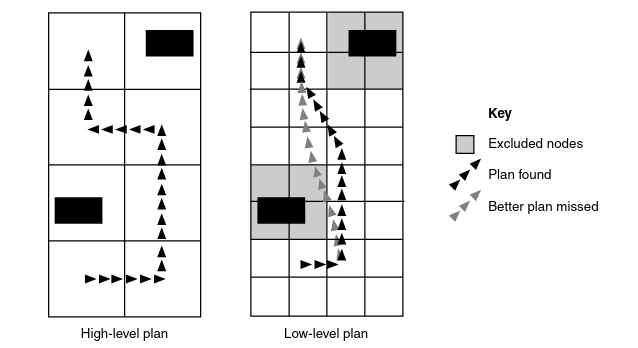 Key
Excluded nodes
Plan found
Better plan missed
High-level plan
Low-level plan